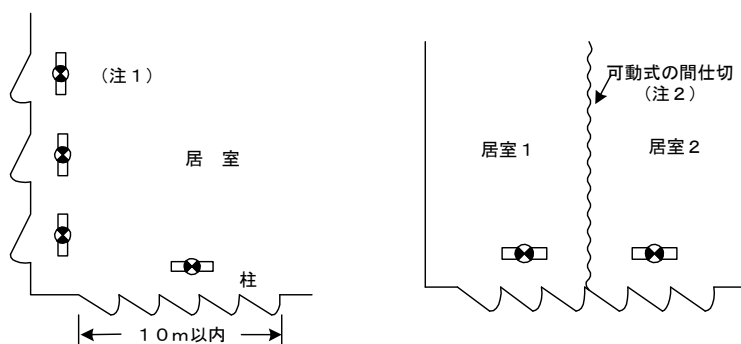 (注１)
居　室
柱
１０ｍ以内
可動式の間仕切
(注２)
居室１
居室２